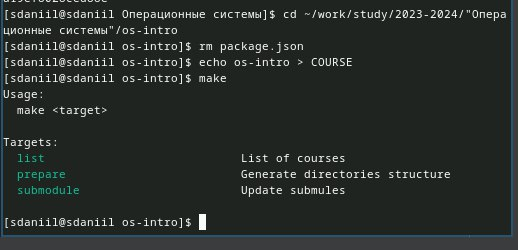 [sdaniil@sdaniil Операционные системы]$ cd ~/work/study/2023-2024/"Опера
ционные системы"/os-intro
[sdaniil@sdaniil os-intro]$ rm package.json
[sdaniil@sdaniil os-intro]$ echo os-intro > COURSE
[sdaniil@sdaniil os-intro]$ make
Usage:
  make <target>
Targets:
  list                            List of courses
  prepare                         Generate directories structure
  submodule                       Update submules
[sdaniil@sdaniil os-intro]$